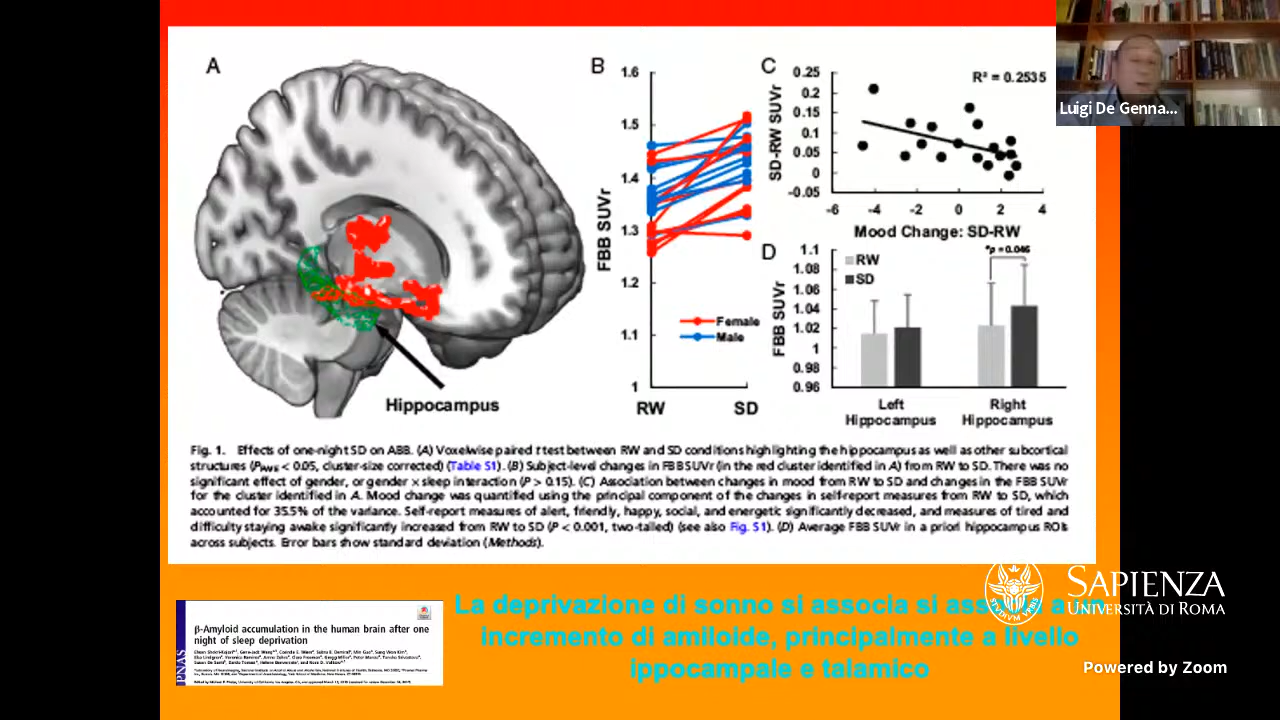 A
Hippocampus
B
FBB SUVr
1.6
1.5
1.4
1.3
1.2
1.1
1
RW
SD
Female
Male
C
R² = 0.2535
SD-RW SUVr
0.25
0.2
0.15
0.1
0.05
0
-0.05
-6
-4
-2
0
2
4
Mood Change: SD-RW
D
FBB SUVr
1.1
1.08
1.06
1.04
1.02
1
0.98
0.96
RW
SD
*p = 0.046
Left
Hippocampus
Right
Hippocampus
Luigi De Genna...
Fig. 1. Effects of one-night SD on ABB. (A) Voxelwise paired t test between RW and SD conditions highlighting the hippocampus as well as other subcortical
structures (P < 0.05, cluster-size corrected) (Table S1). (B) Subject-level changes in FBB SUVr (in the red cluster identified in A) from RW to SD. There was no
significant effect of gender, or gender × sleep interaction (P > 0.15). (C) Association between changes in mood from RW to SD and changes in the FBB SUVr
for the cluster identified in A. Mood change was quantified using the principal component of the changes in self-report measures from RW to SD, which
accounted for 35.5% of the variance. Self-report measures of alert, friendly, happy, social, and energetic significantly decreased, and measures of tired and
difficulty staying awake significantly increased from RW to SD (P < 0.001, two-tailed) (see also Fig. S1). (D) Average FBB SUVr in a priori hippocampus ROIs
across subjects. Error bars show standard deviation (Methods).
PNAS
β-Amyloid accumulation in the human brain after one
night of sleep deprivation
La deprivazione di sonno si associa si
incremento di amiloide, principalmente a livello
ippocampale e talamico
SAPIENZA
UNIVERSITÀ DI ROMA
Powered by Zoom